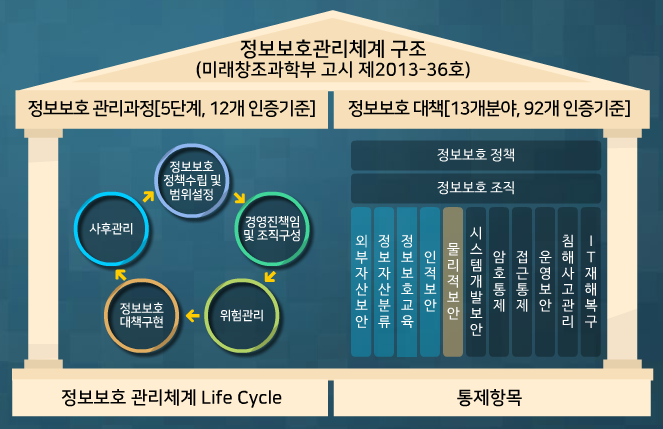 정보보호관리체계 구조
(미래창조과학부 고시 제2013-36호)
정보보호 관리과정[5단계, 12개 인증기준]
정보보호 대책[13개분야, 92개 인증기준]
정보보호
정책수립 및
범위설정
경영진책임
및 조직구성
위험관리
정보보호
대책구현
사후관리
정보보호 정책
정보보호 조직
외부자산보안
정보자산분류
정보보호교육
인적보안
물리적보안
시스템개발보안
암호통제
접근통제
운영보안
침해사고관리
IT재해복구
정보보호 관리체계 Life Cycle
통제항목